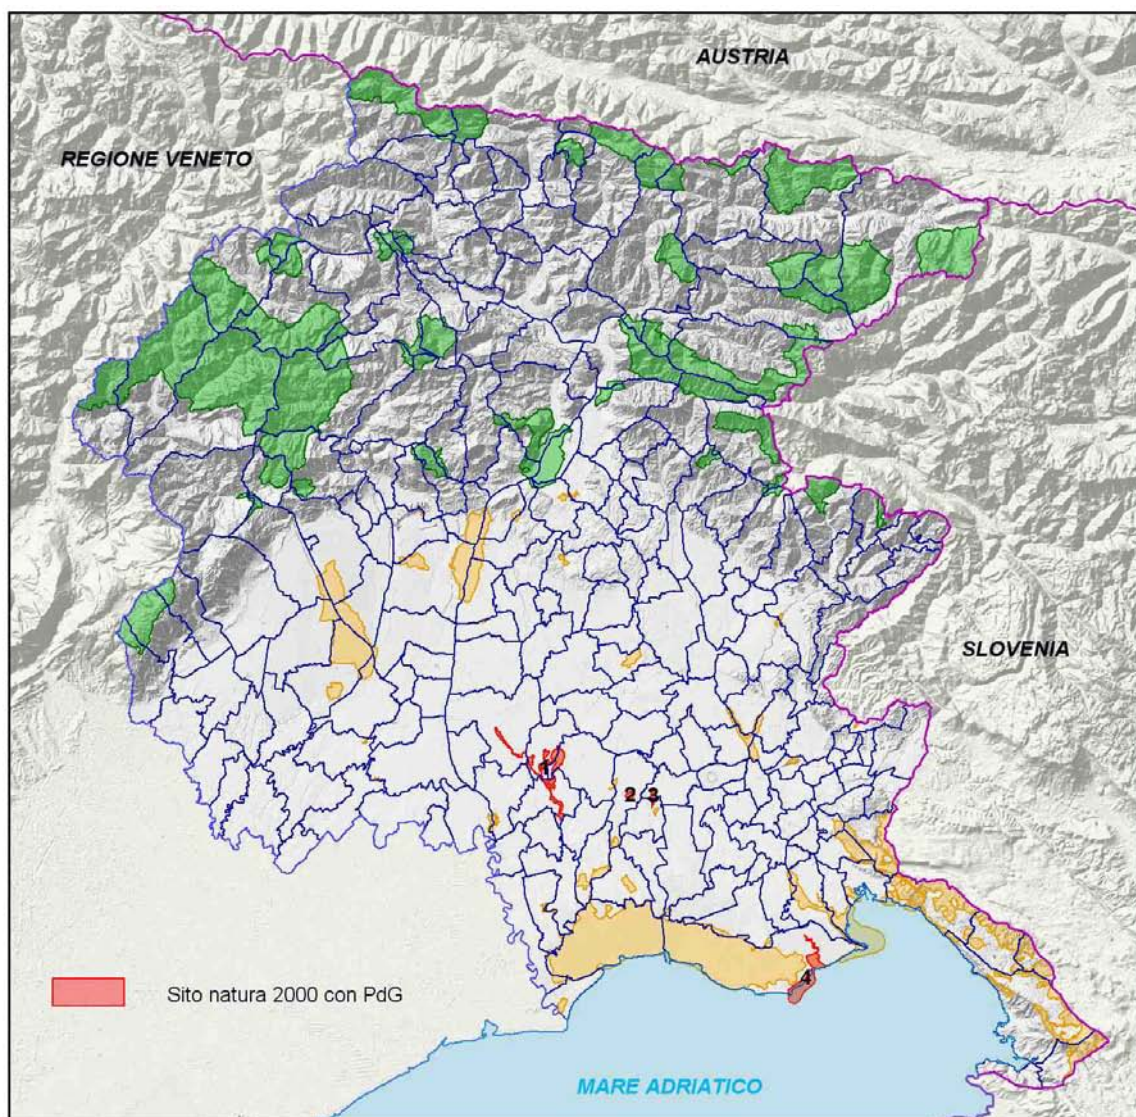 AUSTRIA
REGIONE VENETO
SLOVENIA
1
2 3
4
Sito natura 2000 con PdG
MARE ADRIATICO